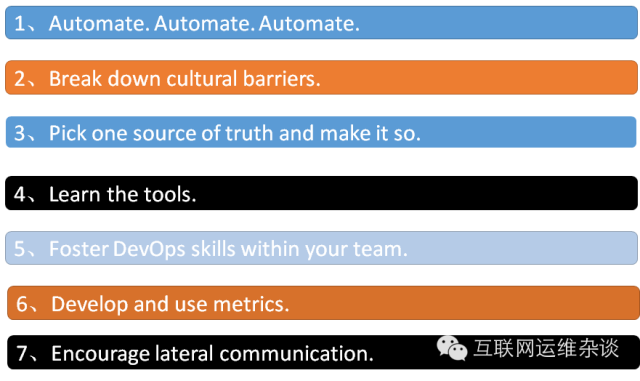 1、Automate. Automate. Automate.
2、Break down cultural barriers.
3、Pick one source of truth and make it so.
4、Learn the tools.
5、Foster DevOps skills within your team.
6、Develop and use metrics.
7、Encourage lateral communication.
互联网运维杂谈